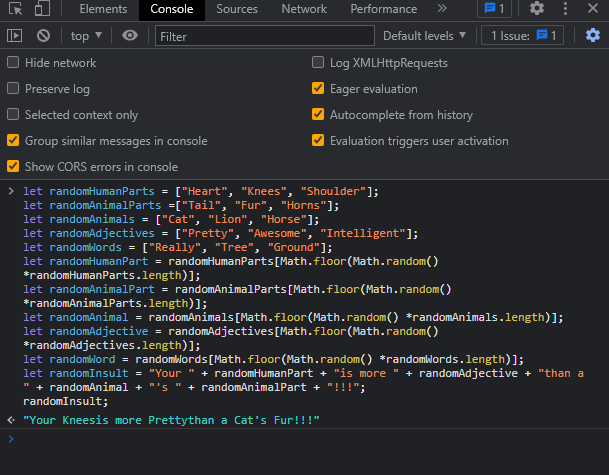 Elements Console Sources Network Performance » 1
top Filter Default levels 1 Issue: 1
Hide network Log XMLHttpRequests
Preserve log Eager evaluation
Selected context only Autocomplete from history
Group similar messages in console Evaluation triggers user activation
Show CORS errors in console
> let randomHumanParts = ["Heart", "Knees", "Shoulder"];
let randomAnimalParts =["Tail", "Fur", "Horns"];
let randomAnimals = ["Cat", "Lion", "Horse"];
let randomAdjectives = ["Pretty", "Awesome", "Intelligent"];
let randomWords = ["Really", "Tree", "Ground"];
let randomHumanPart = randomHumanParts[Math.floor(Math.random()
*randomHumanParts.length)];
let randomAnimalPart = randomAnimalParts[Math.floor(Math.random()
*randomAnimalParts.length)];
let randomAnimal = randomAnimals[Math.floor(Math.random() *randomAnimals.length)];
let randomAdjective = randomAdjectives[Math.floor(Math.random()
*randomAdjectives.length)];
let randomWord = randomWords[Math.floor(Math.random() *randomWords.length)];
let randomInsult = "Your " + randomHumanPart + "is more " + randomAdjective + "than a
" + randomAnimal + "'s " + randomAnimalPart + "!!!";
randomInsult;
"Your Kneesis more Prettythan a Cat's Fur!!!"
>